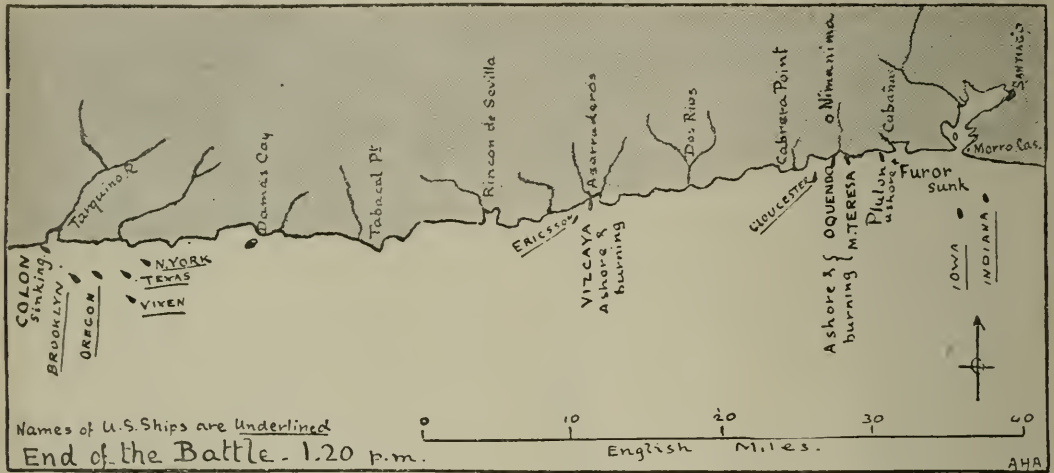 Tarquino R.
Damas Cay
Tabacal Pt
Rincon de Sevilla
Dos Rios
Cabrera Point
o Nimanima
Cubañas
SANTIAGO
Morro Cas.
COLON
Sinking
BROOKLYN
OREGON
N.YORK
TEXAS
VIXEN
ERICSSON
VIZCAYA
Ashore &
burning
GLOUCESTER
Ashore & { OQUENDO
burning { M.TERESA
Pluton
ashore
Furor
sunk
IOWA
INDIANA
Names of U.S. Ships are Underlined
End of the Battle - 1.20 p.m.
0 10 20 30 40
English Miles.
AHA